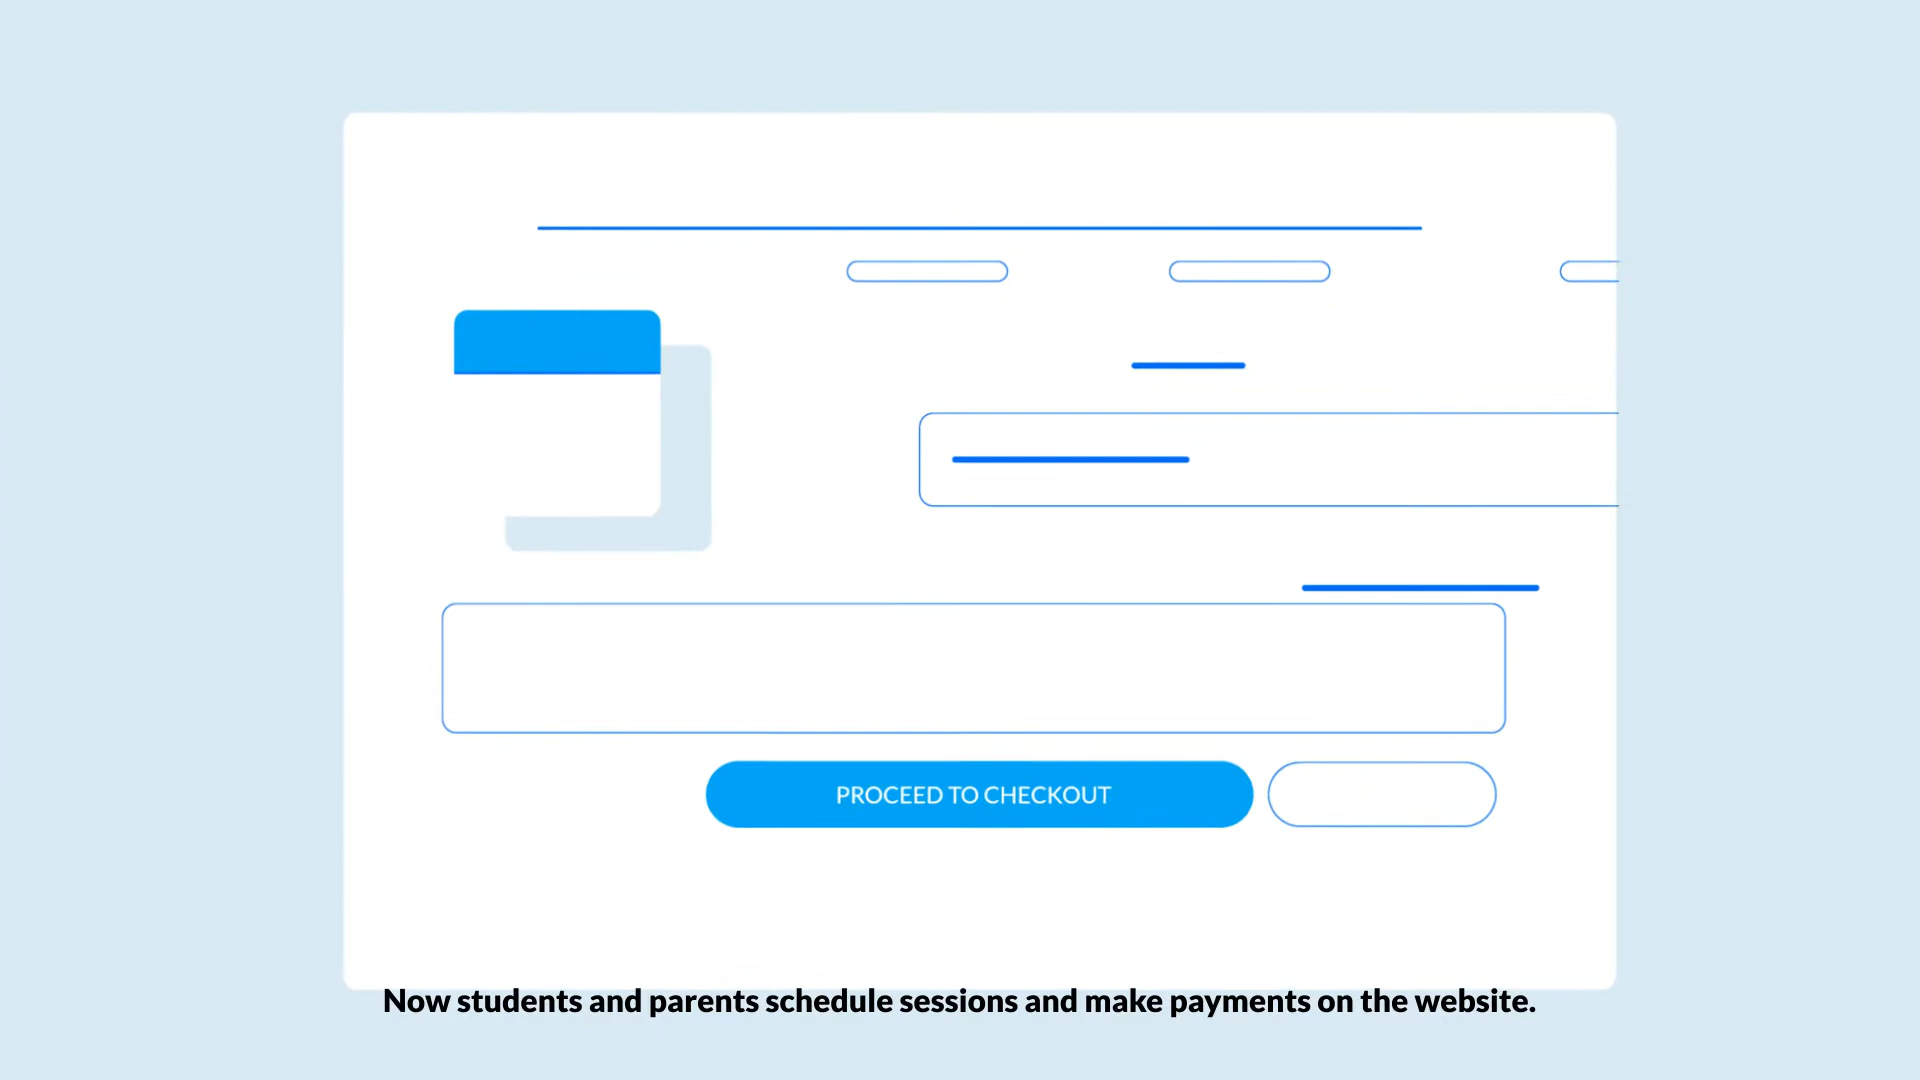 PROCEED TO CHECKOUT
Now students and parents schedule sessions and make payments on the website.